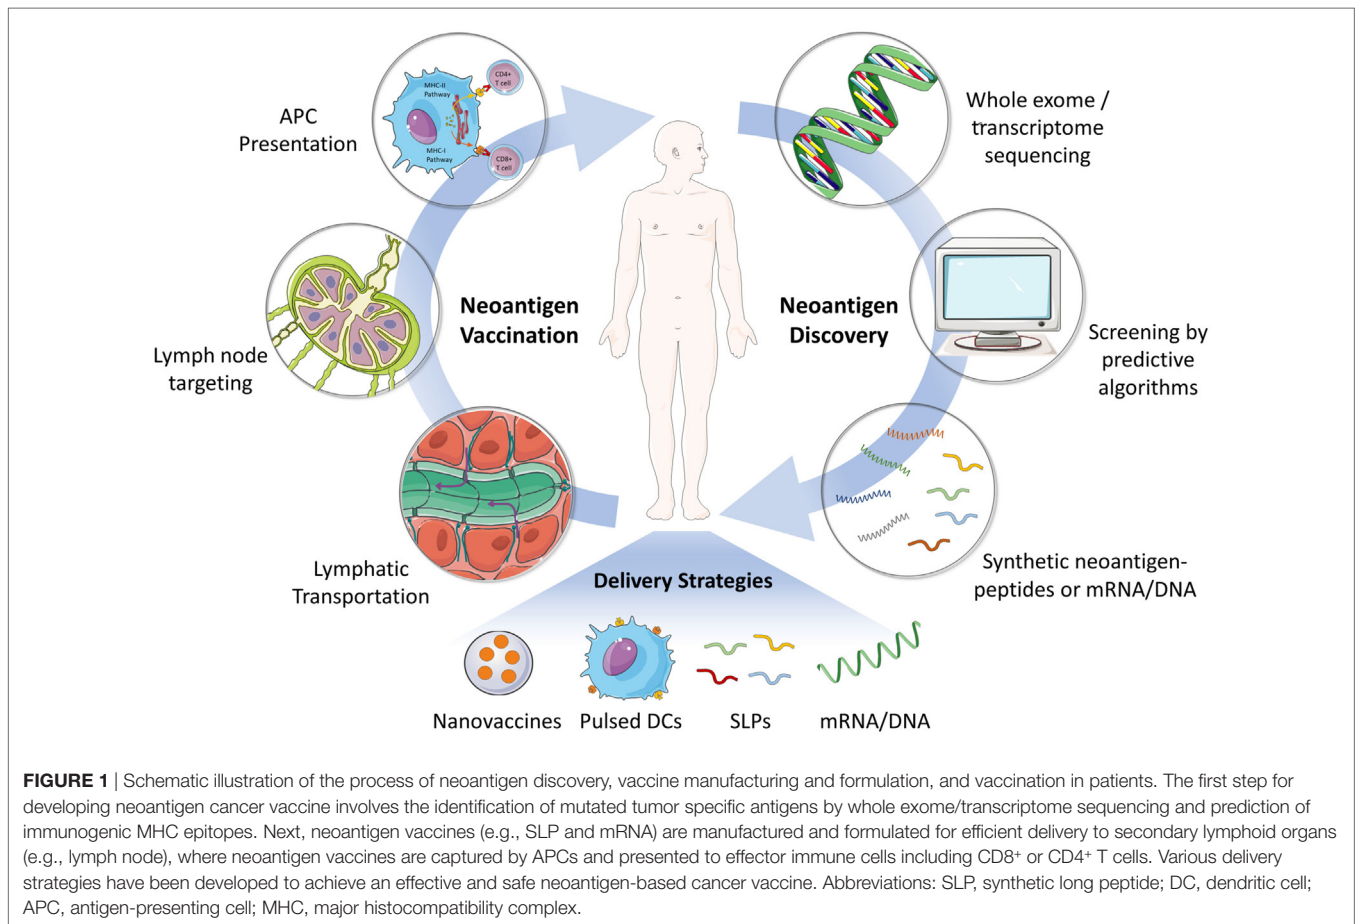 APC
Presentation
MHC-II
Pathway
MHC-I
Pathway
CD4+
T cell
CD8+
T cell
Whole exome /
transcriptome
sequencing
Neoantigen
Vaccination
Neoantigen
Discovery
Lymph node
targeting
Screening by
predictive
algorithms
Lymphatic
Transportation
Synthetic neoantigen-
peptides or mRNA/DNA
Delivery Strategies
Nanovaccines
Pulsed DCs
SLPs
mRNA/DNA
FIGURE 1 | Schematic illustration of the process of neoantigen discovery, vaccine manufacturing and formulation, and vaccination in patients. The first step for
developing neoantigen cancer vaccine involves the identification of mutated tumor specific antigens by whole exome/transcriptome sequencing and prediction of
immunogenic MHC epitopes. Next, neoantigen vaccines (e.g., SLP and mRNA) are manufactured and formulated for efficient delivery to secondary lymphoid organs
(e.g., lymph node), where neoantigen vaccines are captured by APCs and presented to effector immune cells including CD8⁺ or CD4⁺ T cells. Various delivery
strategies have been developed to achieve an effective and safe neoantigen-based cancer vaccine. Abbreviations: SLP, synthetic long peptide; DC, dendritic cell;
APC, antigen-presenting cell; MHC, major histocompatibility complex.